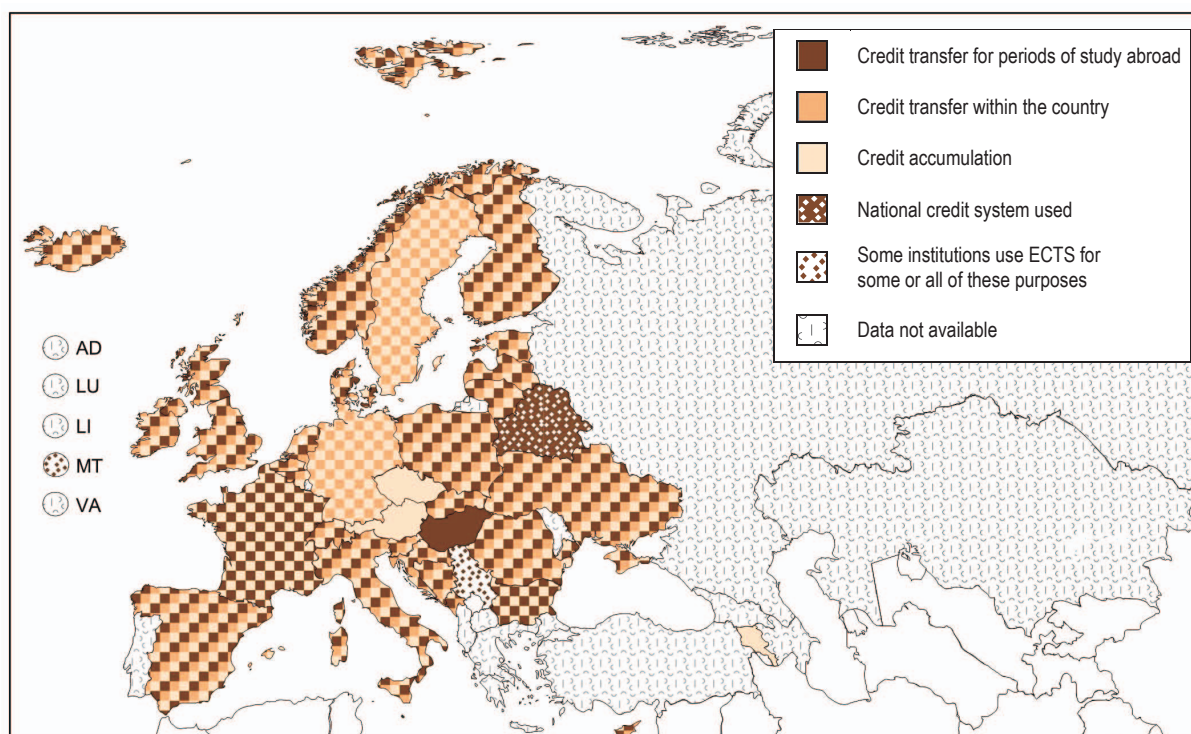 Credit transfer for periods of study abroad
Credit transfer within the country
Credit accumulation
National credit system used
Some institutions use ECTS for
some or all of these purposes
Data not available
AD
LU
LI
MT
VA